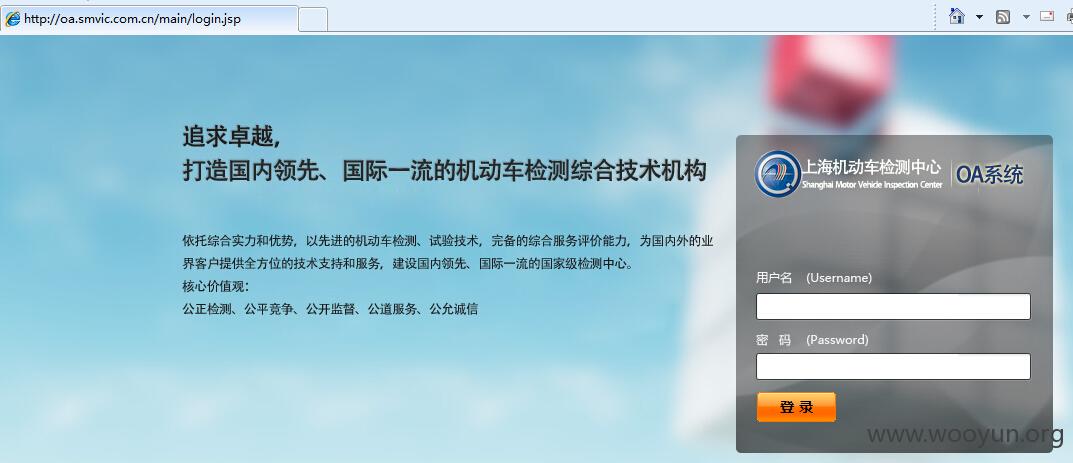 http://oa.smvic.com.cn/main/login.jsp
追求卓越，
打造国内领先、国际一流的机动车检测综合技术机构
依托综合实力和优势，以先进的机动车检测、试验技术，完备的综合服务评价能力，为国内外的业
界客户提供全方位的技术支持和服务，建设国内领先、国际一流的国家级检测中心。
核心价值观：
公正检测、公平竞争、公开监督、公道服务、公允诚信
上海机动车检测中心
Shanghai Motor Vehicle Inspection Center
OA系统
用户名 (Username)
密 码 (Password)
登 录
www.wooyun.org